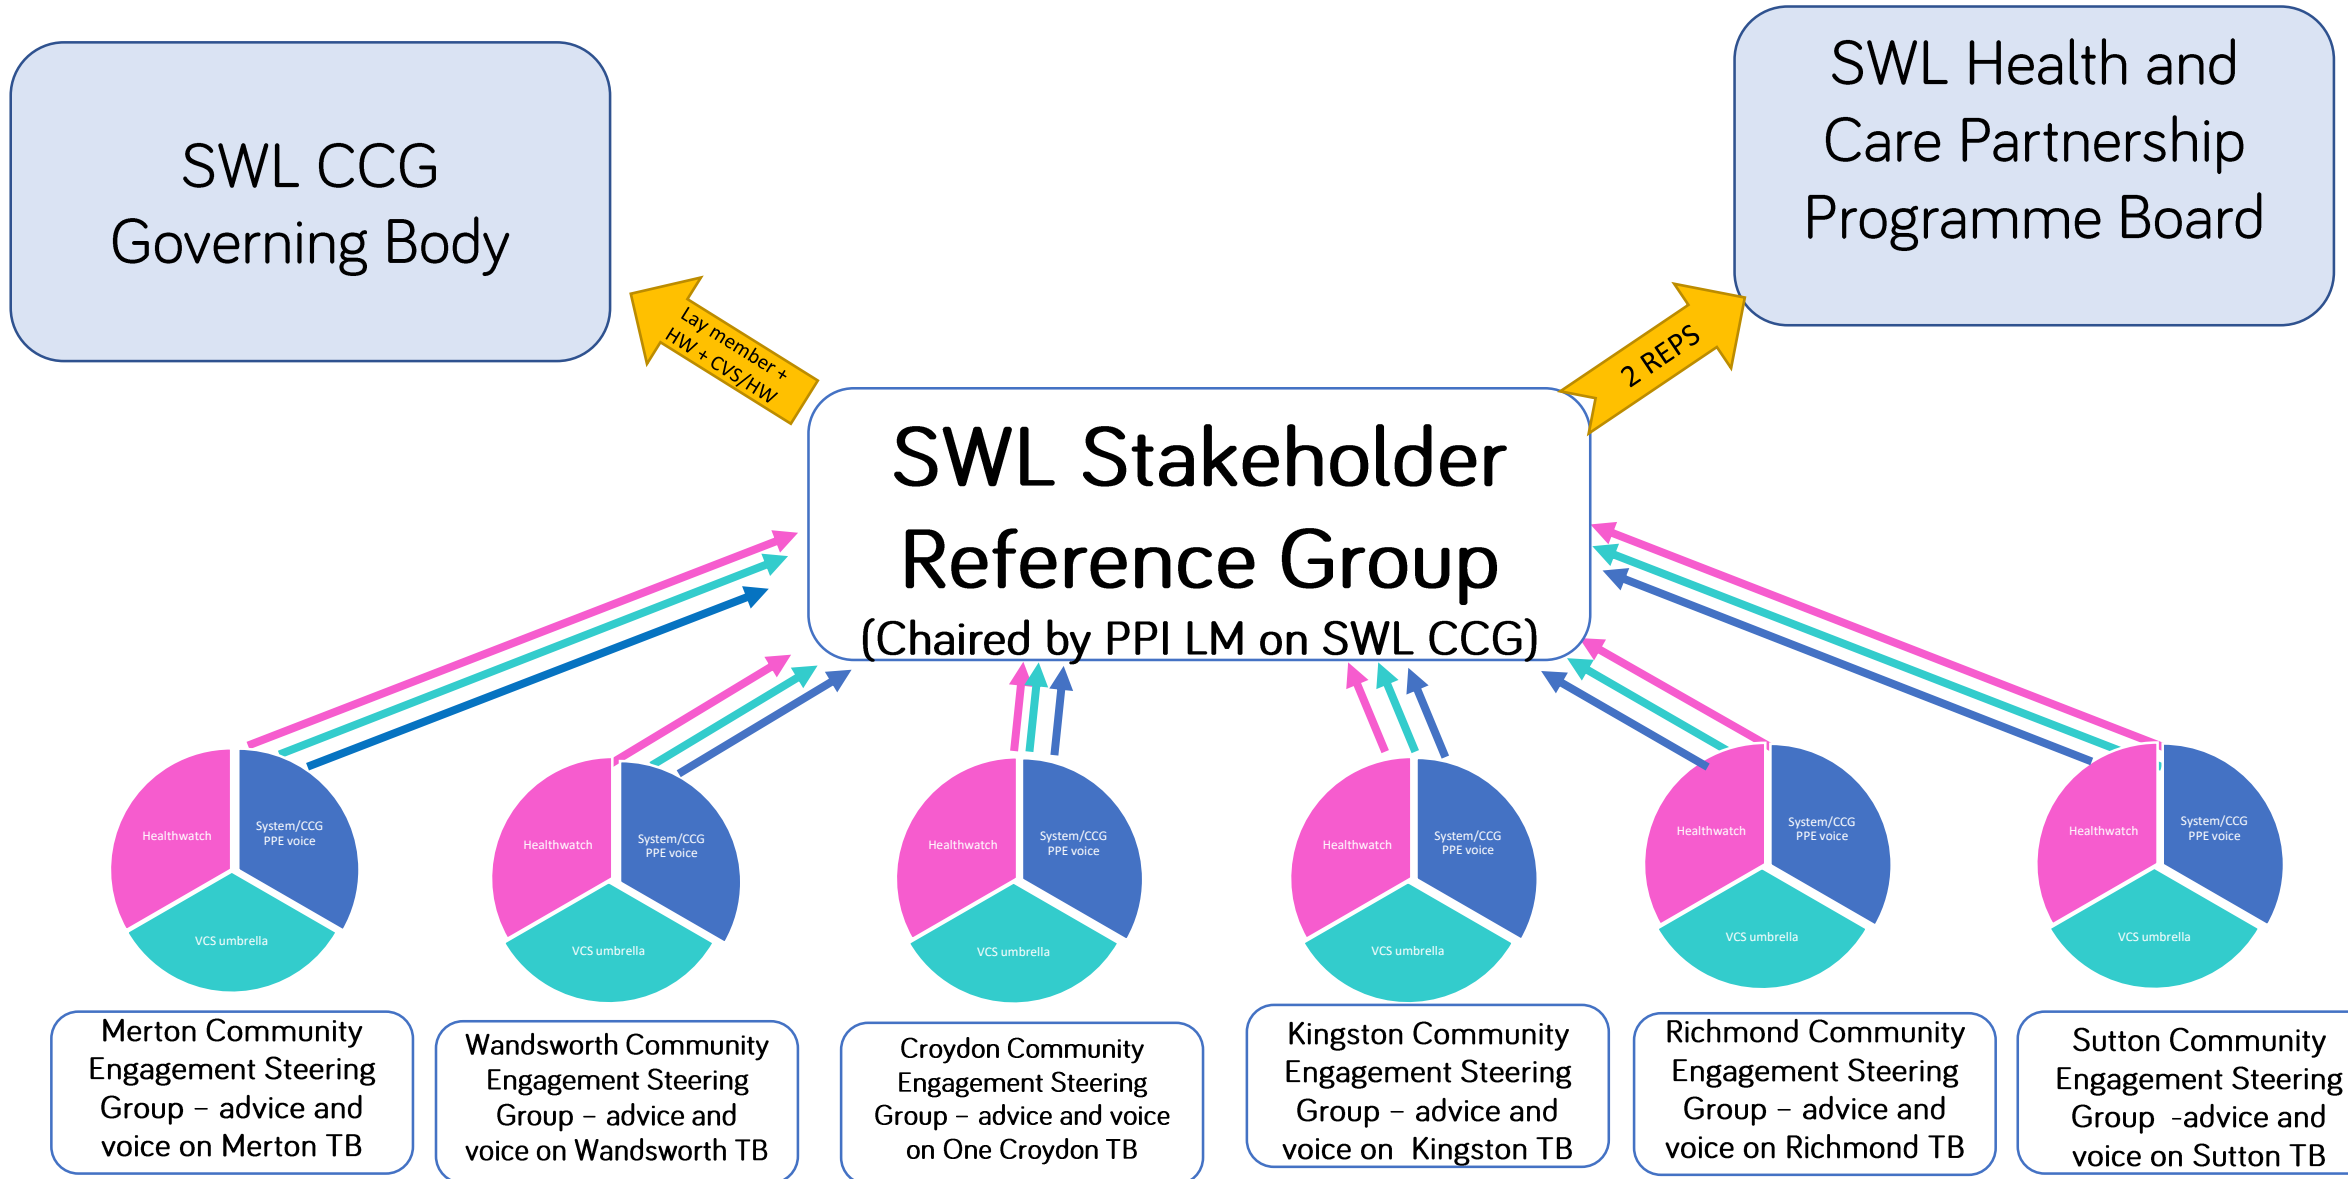 SWL CCG
Governing Body
SWL Health and
Care Partnership
Programme Board
Lay member +
HW + CVS/HW
2 REPS
SWL Stakeholder
Reference Group
(Chaired by PPI LM on SWL CCG)
Healthwatch
System/CCG
PPE voice
VCS umbrella
Healthwatch
System/CCG
PPE voice
VCS umbrella
Healthwatch
System/CCG
PPE voice
VCS umbrella
Healthwatch
System/CCG
PPE voice
VCS umbrella
Healthwatch
System/CCG
PPE voice
VCS umbrella
Healthwatch
System/CCG
PPE voice
VCS umbrella
Merton Community
Engagement Steering
Group – advice and
voice on Merton TB
Wandsworth Community
Engagement Steering
Group – advice and
voice on Wandsworth TB
Croydon Community
Engagement Steering
Group – advice and voice
on One Croydon TB
Kingston Community
Engagement Steering
Group – advice and
voice on  Kingston TB
Richmond Community
Engagement Steering
Group – advice and
voice on Richmond TB
Sutton Community
Engagement Steering
Group  -advice and
voice on Sutton TB